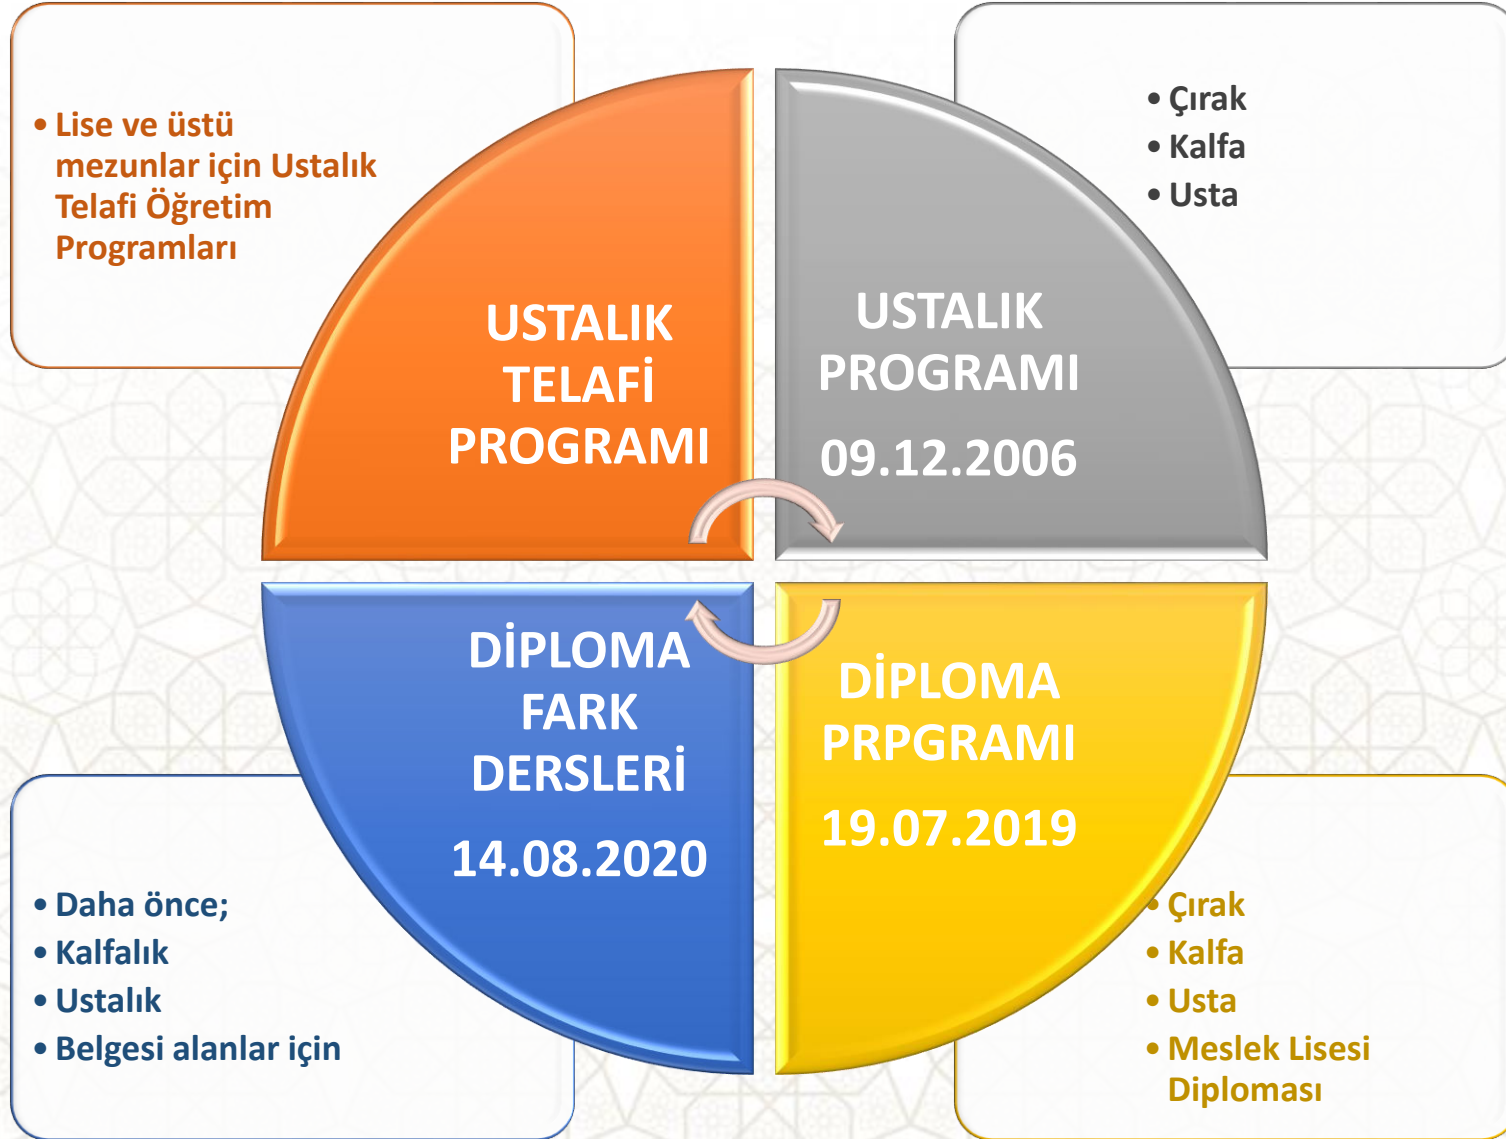 • Lise ve üstü
mezunlar için Ustalık
Telafi Öğretim
Programları
USTALIK
TELAFİ
PROGRAMI
• Çırak
• Kalfa
• Usta
USTALIK
PROGRAMI
09.12.2006
DİPLOMA
FARK
DERSLERİ
14.08.2020
• Daha önce;
• Kalfalık
• Ustalık
• Belgesi alanlar için
DİPLOMA
PRPGRAMI
19.07.2019
• Çırak
• Kalfa
• Usta
• Meslek Lisesi
Diploması